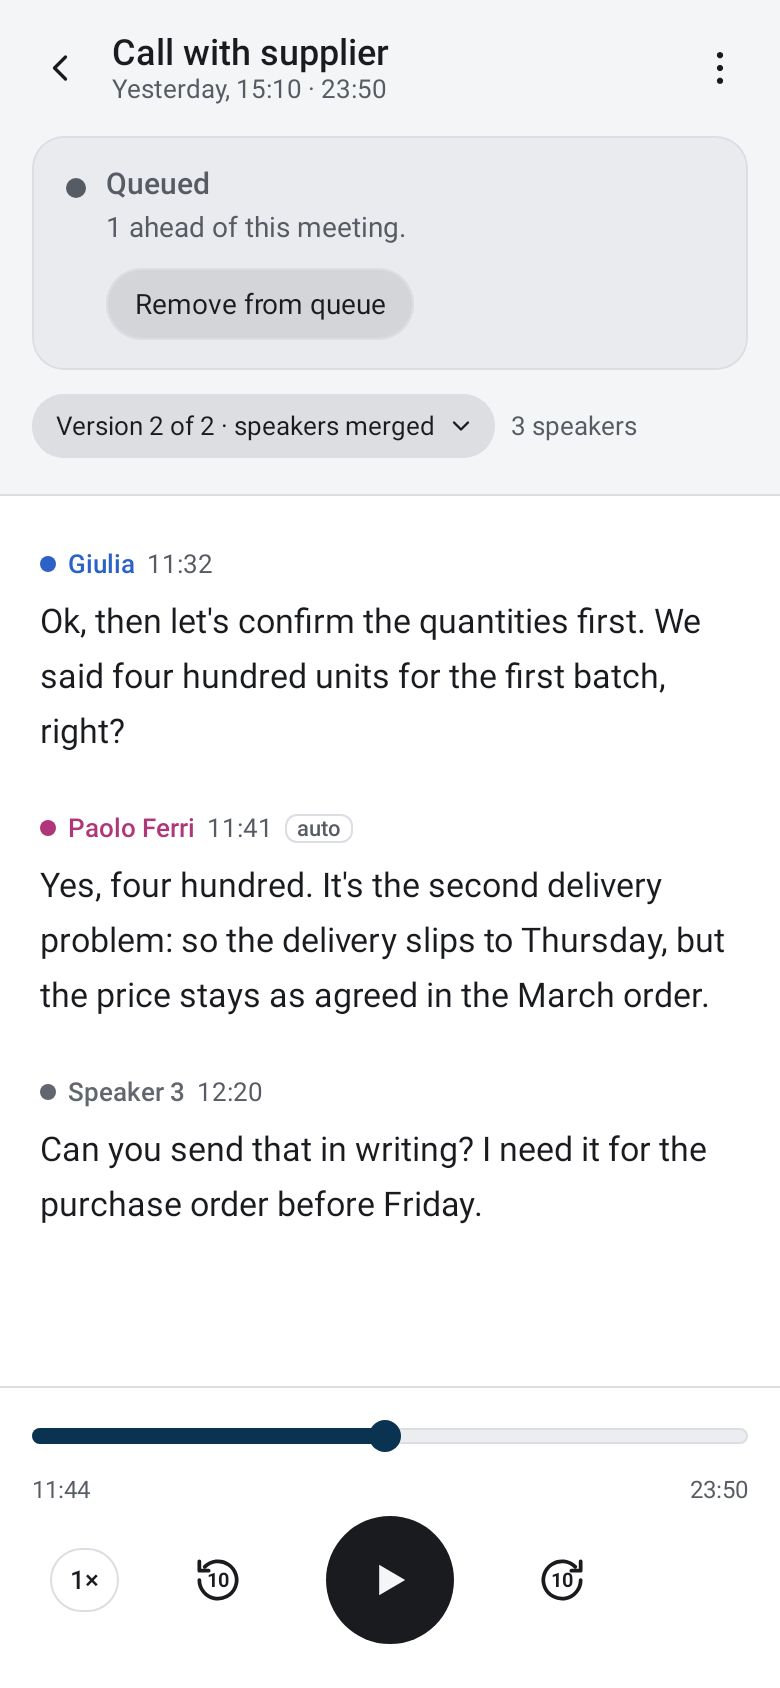 Call with supplier
Yesterday, 15:10 · 23:50
Queued
1 ahead of this meeting.
Remove from queue
Version 2 of 2 · speakers merged
3 speakers
Giulia 11:32
Ok, then let's confirm the quantities first. We
said four hundred units for the first batch,
right?
Paolo Ferri 11:41 auto
Yes, four hundred. It's the second delivery
problem: so the delivery slips to Thursday, but
the price stays as agreed in the March order.
Speaker 3 12:20
Can you send that in writing? I need it for the
purchase order before Friday.
11:44 23:50
1× 10 10